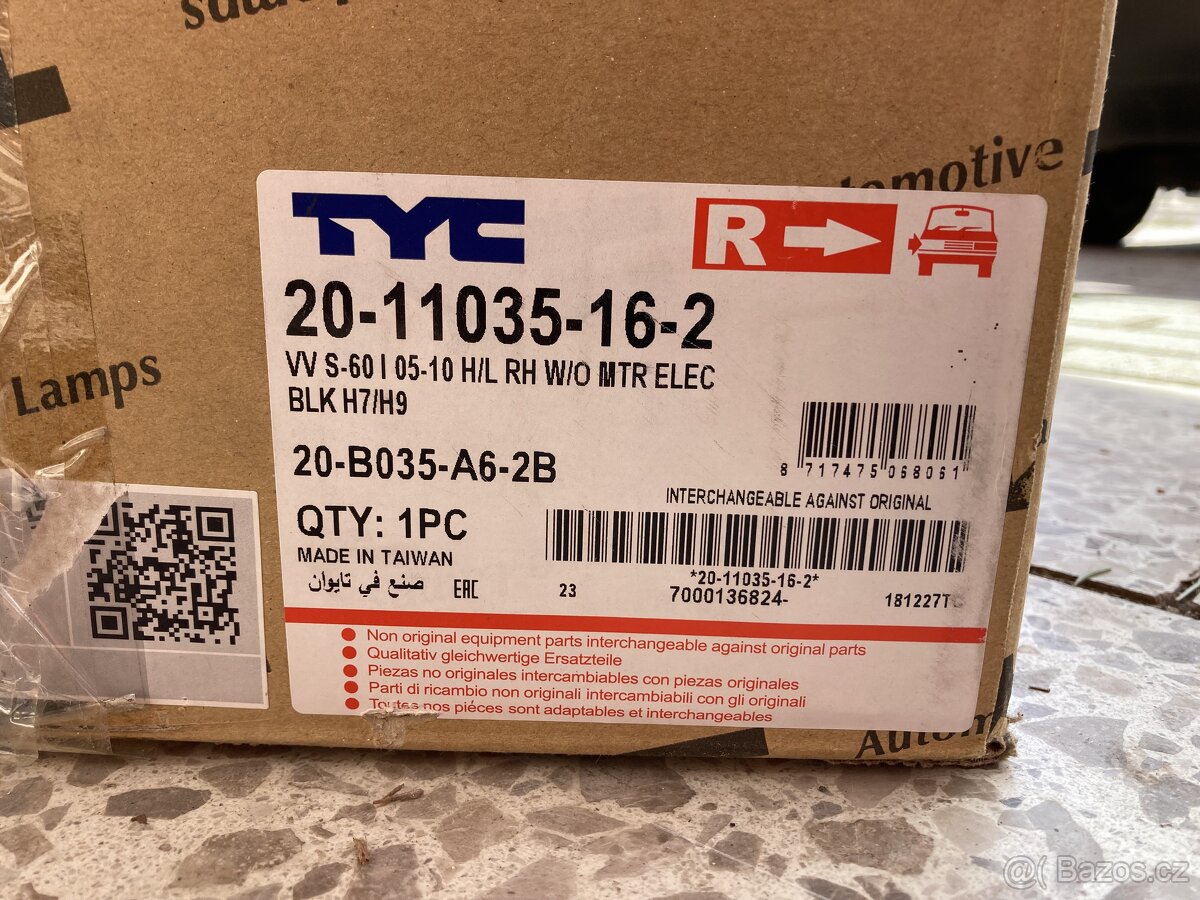 Automotive
Lamps
TYC
R
20-11035-16-2
VV S-60 I 05-10 H/L RH W/O MTR ELEC
BLK H7/H9
20-B035-A6-2B
8 717475 068061
INTERCHANGEABLE AGAINST ORIGINAL
QTY: 1PC
MADE IN TAIWAN
صنع في تايوان
EAC
*20-11035-16-2*
23
7000136824-
181227TC
Non original equipment parts interchangeable against original parts
Qualitativ gleichwertige Ersatzteile
Piezas no originales intercambiables con piezas originales
Parti di ricambio non originali intercambiabili con gli originali
Toutes nos piéces sont adaptables et interchangeables
Autom
@( Bazos.cz